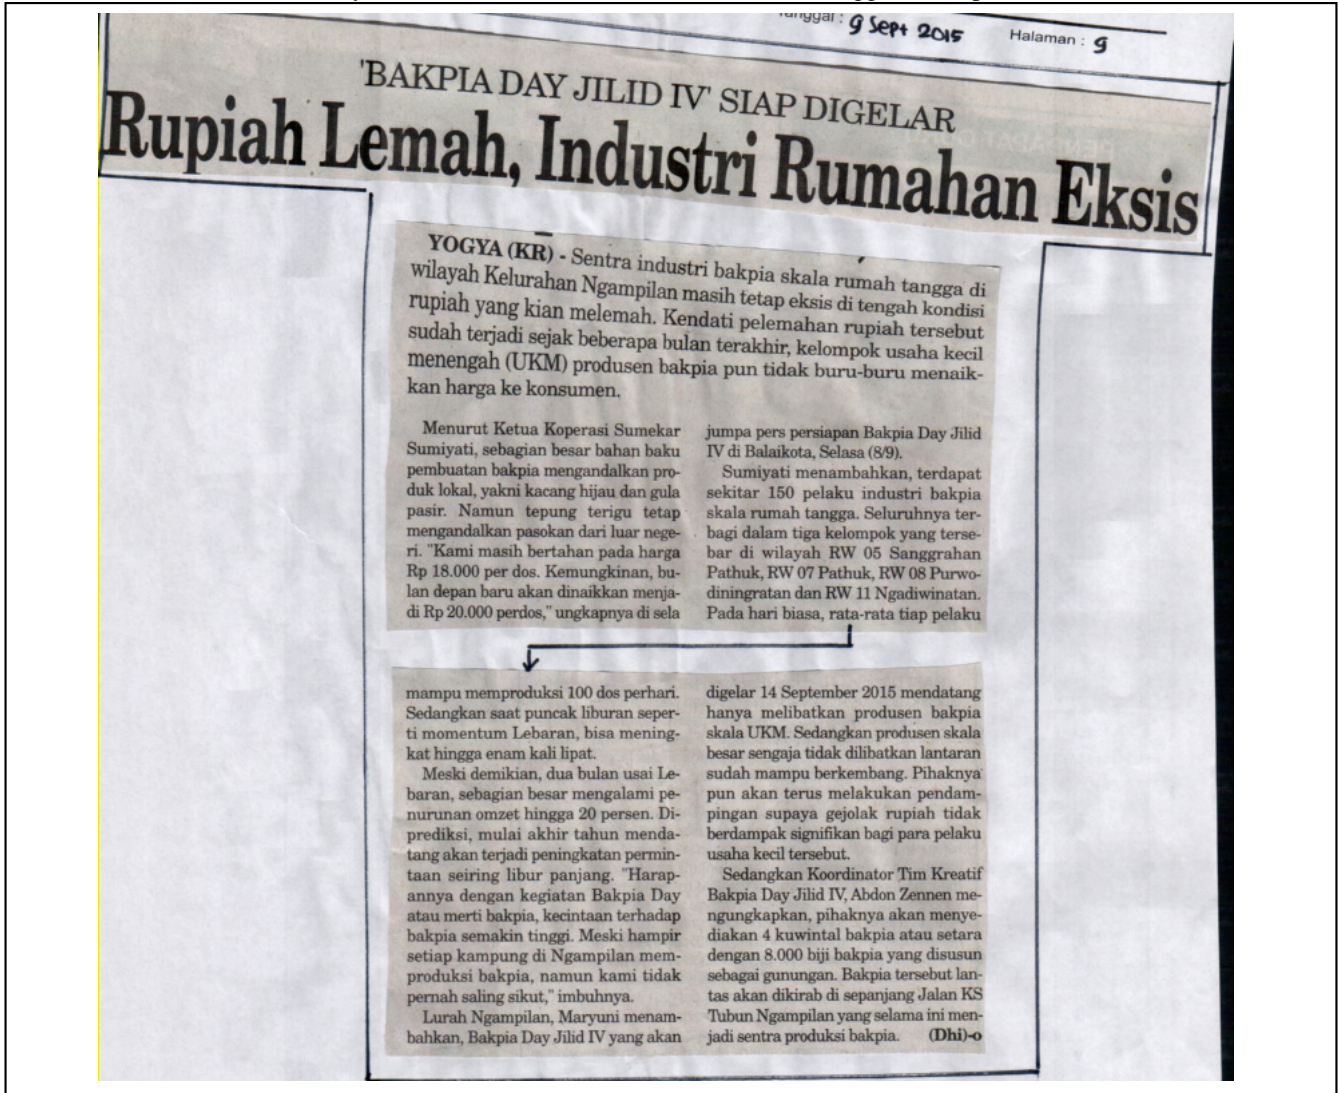 Tanggal : 9 Sept 2015 Halaman : 9
'BAKPIA DAY JILID IV' SIAP DIGELAR
Rupiah Lemah, Industri Rumahan Eksis
YOGYA (KR) - Sentra industri bakpia skala rumah tangga di
wilayah Kelurahan Ngampilan masih tetap eksis di tengah kondisi
rupiah yang kian melemah. Kendati pelemahan rupiah tersebut
sudah terjadi sejak beberapa bulan terakhir, kelompok usaha kecil
menengah (UKM) produsen bakpia pun tidak buru-buru menaik-
kan harga ke konsumen.
Menurut Ketua Koperasi Sumekar
Sumiyati, sebagian besar bahan baku
pembuatan bakpia mengandalkan pro-
duk lokal, yakni kacang hijau dan gula
pasir. Namun tepung terigu tetap
mengandalkan pasokan dari luar nege-
ri. "Kami masih bertahan pada harga
Rp 18.000 per dos. Kemungkinan, bu-
lan depan baru akan dinaikkan menja-
di Rp 20.000 perdos," ungkapnya di sela
jumpa pers persiapan Bakpia Day Jilid
IV di Balaikota, Selasa (8/9).
Sumiyati menambahkan, terdapat
sekitar 150 pelaku industri bakpia
skala rumah tangga. Seluruhnya ter-
bagi dalam tiga kelompok yang terse-
bar di wilayah RW 05 Sanggrahan
Pathuk, RW 07 Pathuk, RW 08 Purwo-
diningratan dan RW 11 Ngadiwinatan.
Pada hari biasa, rata-rata tiap pelaku
mampu memproduksi 100 dos perhari.
Sedangkan saat puncak liburan seper-
ti momentum Lebaran, bisa mening-
kat hingga enam kali lipat.
Meski demikian, dua bulan usai Le-
baran, sebagian besar mengalami pe-
nurunan omzet hingga 20 persen. Di-
prediksi, mulai akhir tahun menda-
tang akan terjadi peningkatan permin-
taan seiring libur panjang. "Harap-
annya dengan kegiatan Bakpia Day
atau merti bakpia, kecintaan terhadap
bakpia semakin tinggi. Meski hampir
setiap kampung di Ngampilan mem-
produksi bakpia, namun kami tidak
pernah saling sikut," imbuhnya.
Lurah Ngampilan, Maryuni menam-
bahkan, Bakpia Day Jilid IV yang akan
digelar 14 September 2015 mendatang
hanya melibatkan produsen bakpia
skala UKM. Sedangkan produsen skala
besar sengaja tidak dilibatkan lantaran
sudah mampu berkembang. Pihaknya
pun akan terus melakukan pendam-
pingan supaya gejolak rupiah tidak
berdampak signifikan bagi para pelaku
usaha kecil tersebut.
Sedangkan Koordinator Tim Kreatif
Bakpia Day Jilid IV, Abdon Zennen me-
ngungkapkan, pihaknya akan menye-
diakan 4 kuwintal bakpia atau setara
dengan 8.000 biji bakpia yang disusun
sebagai gunungan. Bakpia tersebut lan-
tas akan dikirab di sepanjang Jalan KS
Tubun Ngampilan yang selama ini men-
jadi sentra produksi bakpia. (Dhi)-o